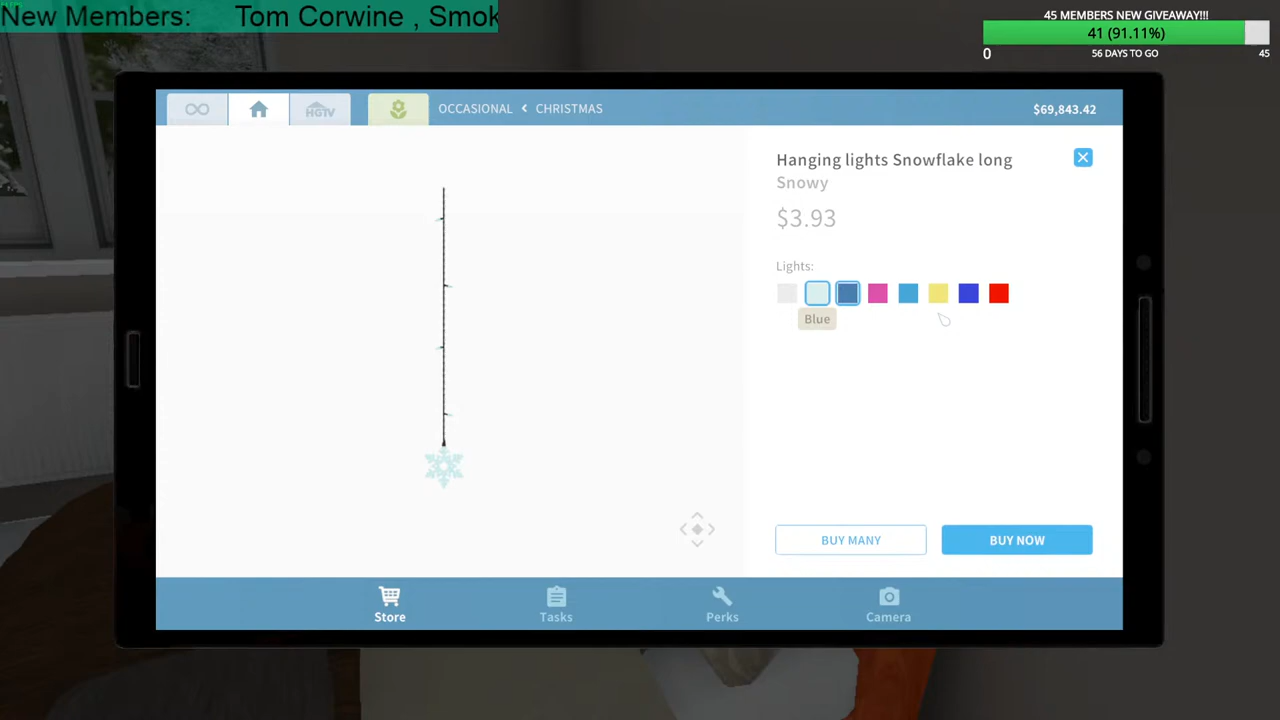 New Members: Tom Corwine , Smok
45 MEMBERS NEW GIVEAWAY!!!
41 (91.11%)
0 56 DAYS TO GO 45
HGTV
OCCASIONAL < CHRISTMAS
$69,843.42
Hanging lights Snowflake long
Snowy
$3.93
Lights:
Blue
BUY MANY
BUY NOW
Store
Tasks
Perks
Camera